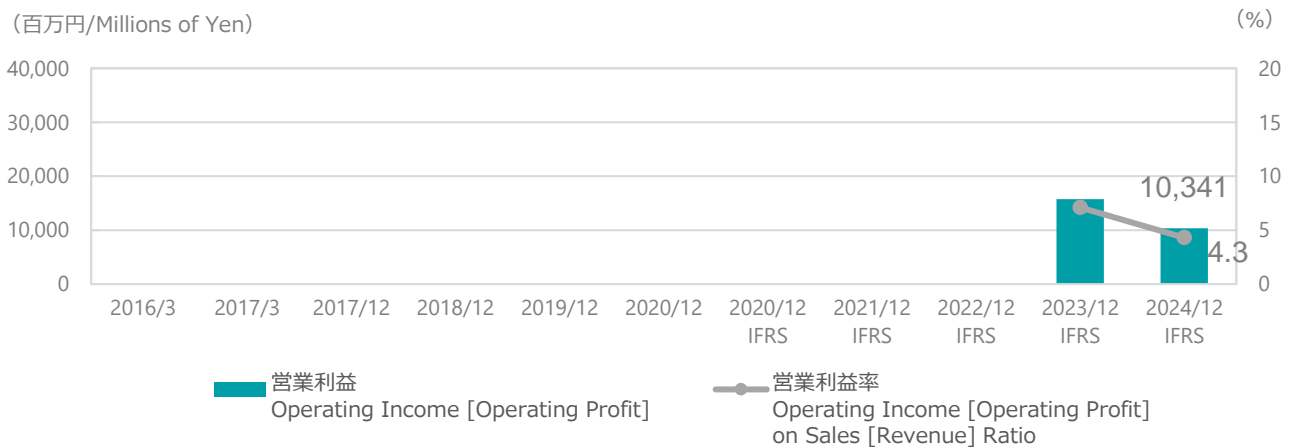 （百万円/Millions of Yen）
（%）
40,000
30,000
20,000
10,000
0
20
15
10
5
0
10,341
4.3
2016/3 2017/3 2017/12 2018/12 2019/12 2020/12 2020/12 2021/12 2022/12 2023/12 2024/12
IFRS IFRS IFRS IFRS IFRS
営業利益
Operating Income [Operating Profit]
営業利益率
Operating Income [Operating Profit]
on Sales [Revenue] Ratio